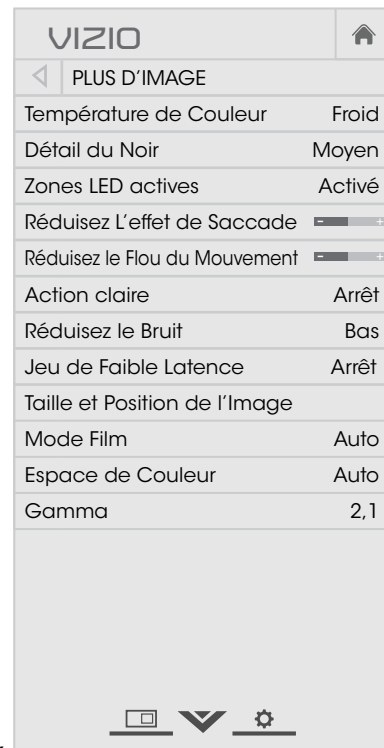 VIZIO
PLUS D’IMAGE
Température de Couleur Froid
Détail du Noir Moyen
Zones LED actives Activé
Réduisez L’effet de Saccade - +
Réduisez le Flou du Mouvement - +
Action claire Arrêt
Réduisez le Bruit Bas
Jeu de Faible Latence Arrêt
Taille et Position de l’Image
Mode Film Auto
Espace de Couleur Auto
Gamma 2,1